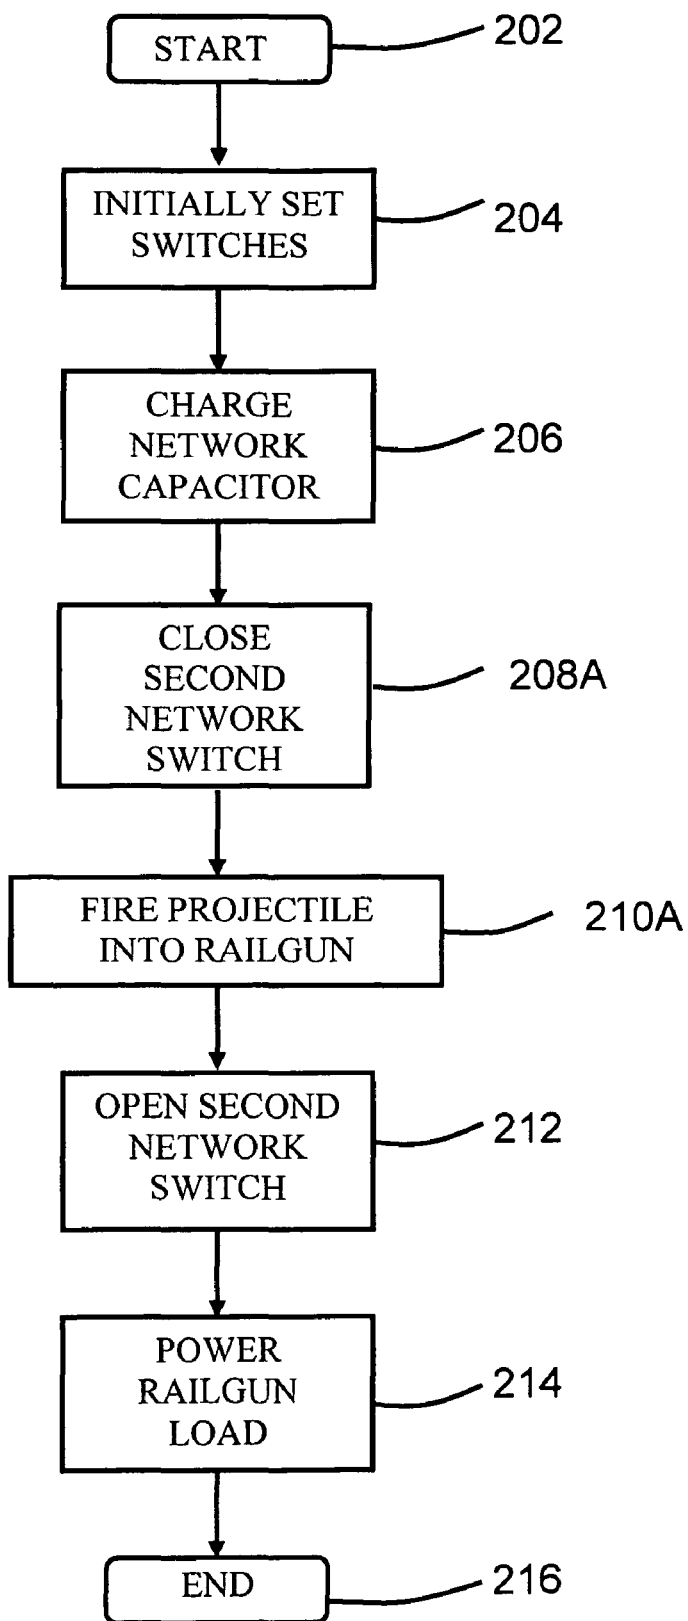 START
202
INITIALLY SET
SWITCHES
204
CHARGE
NETWORK
CAPACITOR
206
CLOSE
SECOND
NETWORK
SWITCH
208A
FIRE PROJECTILE
INTO RAILGUN
210A
OPEN SECOND
NETWORK
SWITCH
212
POWER
RAILGUN
LOAD
214
END
216